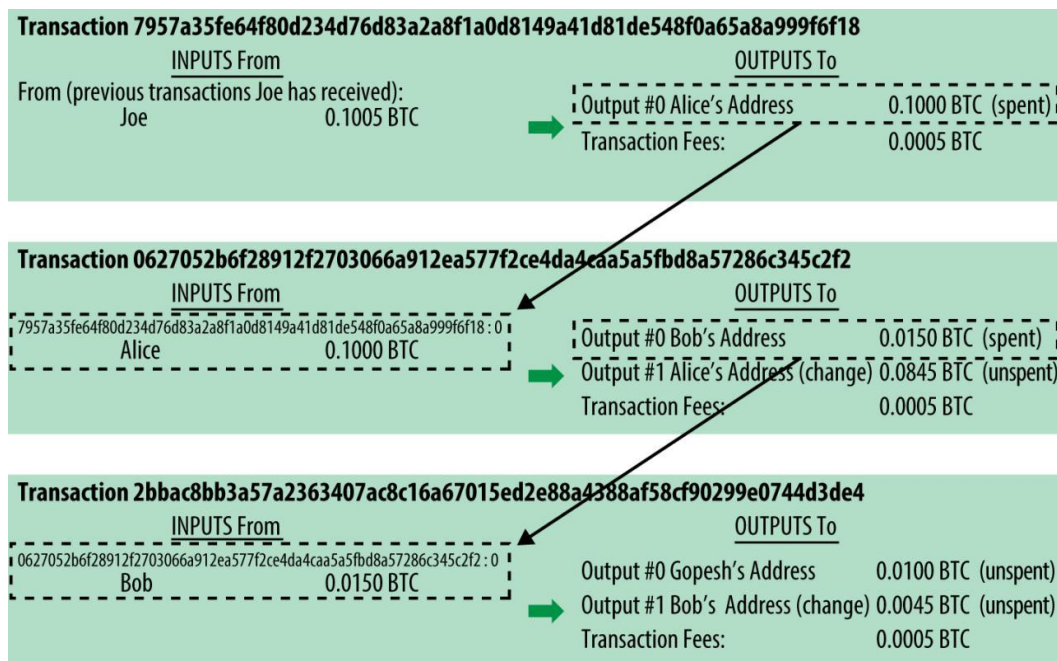 Transaction 7957a35fe64f80d234d76d83a2a8f1a0d8149a41d81de548f0a65a8a999f6f18
INPUTS From
OUTPUTS To
From (previous transactions Joe has received):
Joe 0.1005 BTC
Output #0 Alice's Address 0.1000 BTC (spent)
Transaction Fees: 0.0005 BTC
Transaction 0627052b6f28912f2703066a912ea577f2ce4da4caa5a5fbd8a57286c345c2f2
INPUTS From
OUTPUTS To
7957a35fe64f80d234d76d83a2a8f1a0d8149a41d81de548f0a65a8a999f6f18 : 0
Alice 0.1000 BTC
Output #0 Bob's Address 0.0150 BTC (spent)
Output #1 Alice's Address (change) 0.0845 BTC (unspent)
Transaction Fees: 0.0005 BTC
Transaction 2bbac8bb3a57a2363407ac8c16a67015ed2e88a4388af58cf90299e0744d3de4
INPUTS From
OUTPUTS To
0627052b6f28912f2703066a912ea577f2ce4da4caa5a5fbd8a57286c345c2f2 : 0
Bob 0.0150 BTC
Output #0 Gopesh's Address 0.0100 BTC (unspent)
Output #1 Bob's Address (change) 0.0045 BTC (unspent)
Transaction Fees: 0.0005 BTC